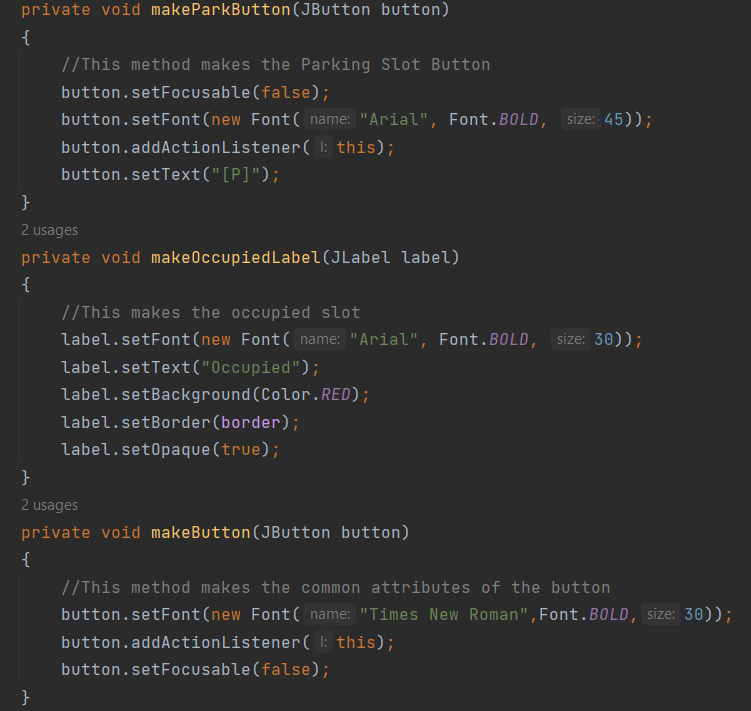 private void makeParkButton(JButton button)
{
//This method makes the Parking Slot Button
button.setFocusable(false);
button.setFont(new Font( name: "Arial", Font.BOLD, size: 45));
button.addActionListener( l: this);
button.setText("[P]");
}
2 usages
private void makeOccupiedLabel(JLabel label)
{
//This makes the occupied slot
label.setFont(new Font( name: "Arial", Font.BOLD, size: 30));
label.setText("Occupied");
label.setBackground(Color.RED);
label.setBorder(border);
label.setOpaque(true);
}
2 usages
private void makeButton(JButton button)
{
//This method makes the common attributes of the button
button.setFont(new Font( name: "Times New Roman",Font.BOLD, size: 30));
button.addActionListener( l: this);
button.setFocusable(false);
}